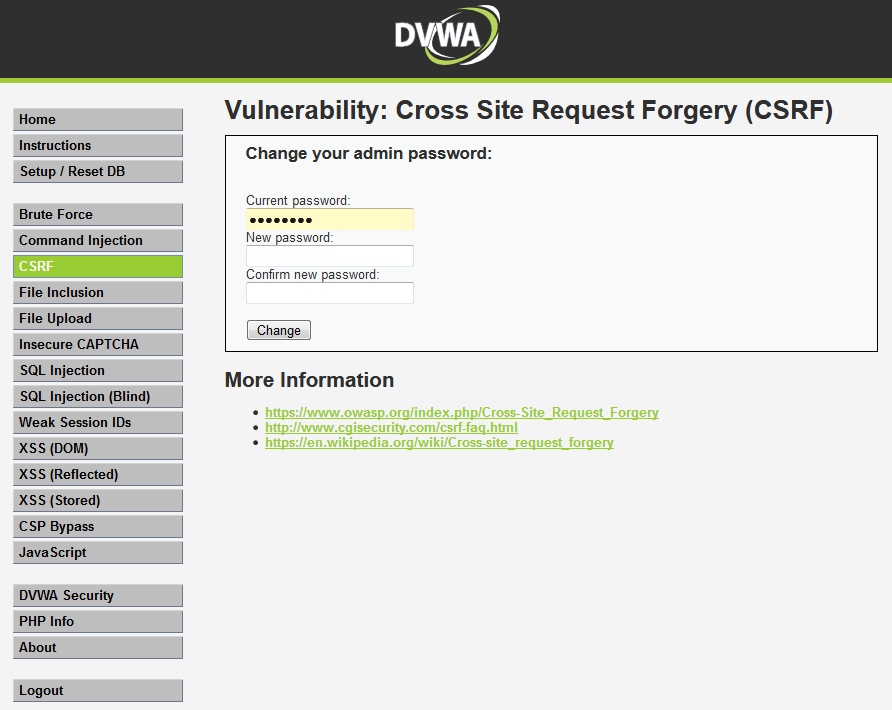 DVWA
Home
Instructions
Setup / Reset DB
Brute Force
Command Injection
CSRF
File Inclusion
File Upload
Insecure CAPTCHA
SQL Injection
SQL Injection (Blind)
Weak Session IDs
XSS (DOM)
XSS (Reflected)
XSS (Stored)
CSP Bypass
JavaScript
DVWA Security
PHP Info
About
Logout
Vulnerability: Cross Site Request Forgery (CSRF)
Change your admin password:
Current password:
●●●●●●●●
New password:
Confirm new password:
Change
More Information
• https://www.owasp.org/index.php/Cross-Site_Request_Forgery
• http://www.cgisecurity.com/csrf-faq.html
• https://en.wikipedia.org/wiki/Cross-site_request_forgery